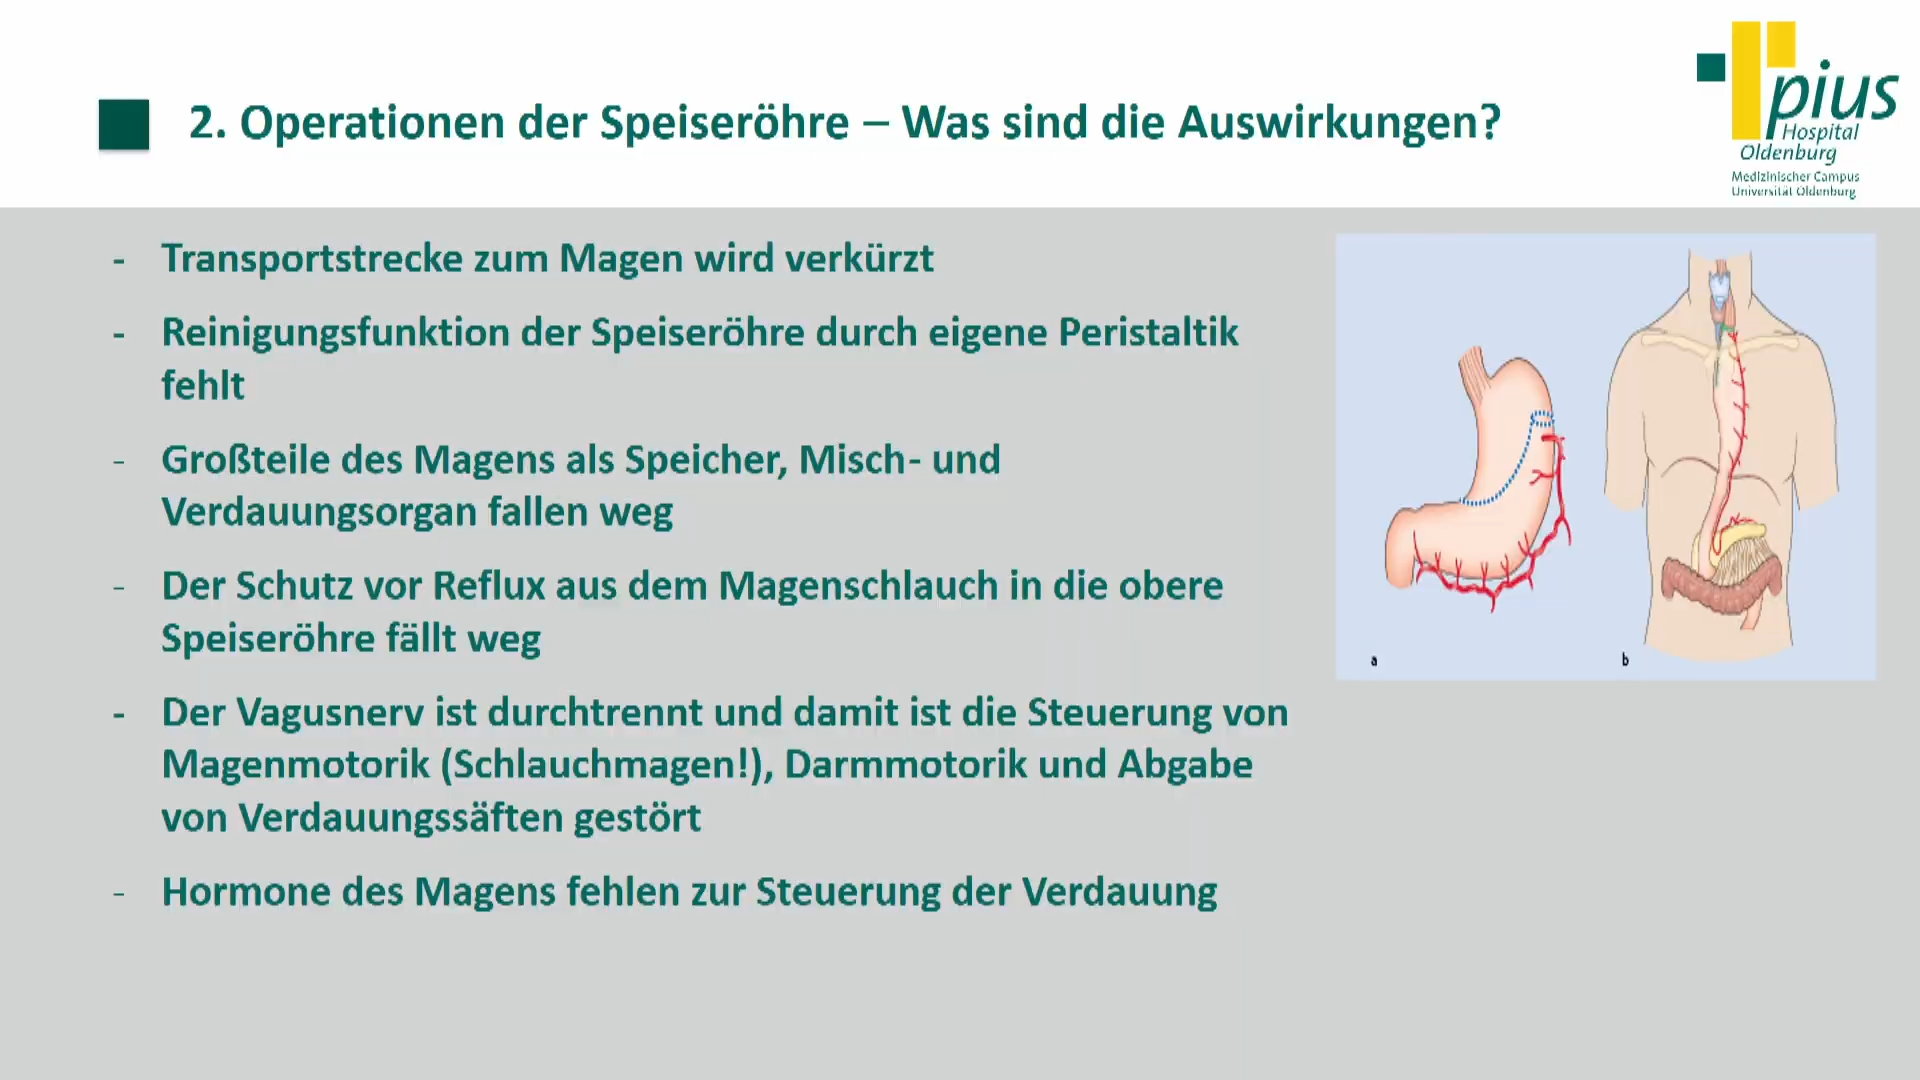 2. Operationen der Speiseröhre – Was sind die Auswirkungen?
pius
Hospital
Oldenburg
Medizinischer Campus
Universität Oldenburg
- Transportstrecke zum Magen wird verkürzt
- Reinigungsfunktion der Speiseröhre durch eigene Peristaltik
fehlt
- Großteile des Magens als Speicher, Misch- und
Verdauungsorgan fallen weg
- Der Schutz vor Reflux aus dem Magenschlauch in die obere
Speiseröhre fällt weg
- Der Vagusnerv ist durchtrennt und damit ist die Steuerung von
Magenmotorik (Schlauchmagen!), Darmmotorik und Abgabe
von Verdauungssäften gestört
- Hormone des Magens fehlen zur Steuerung der Verdauung
a
b